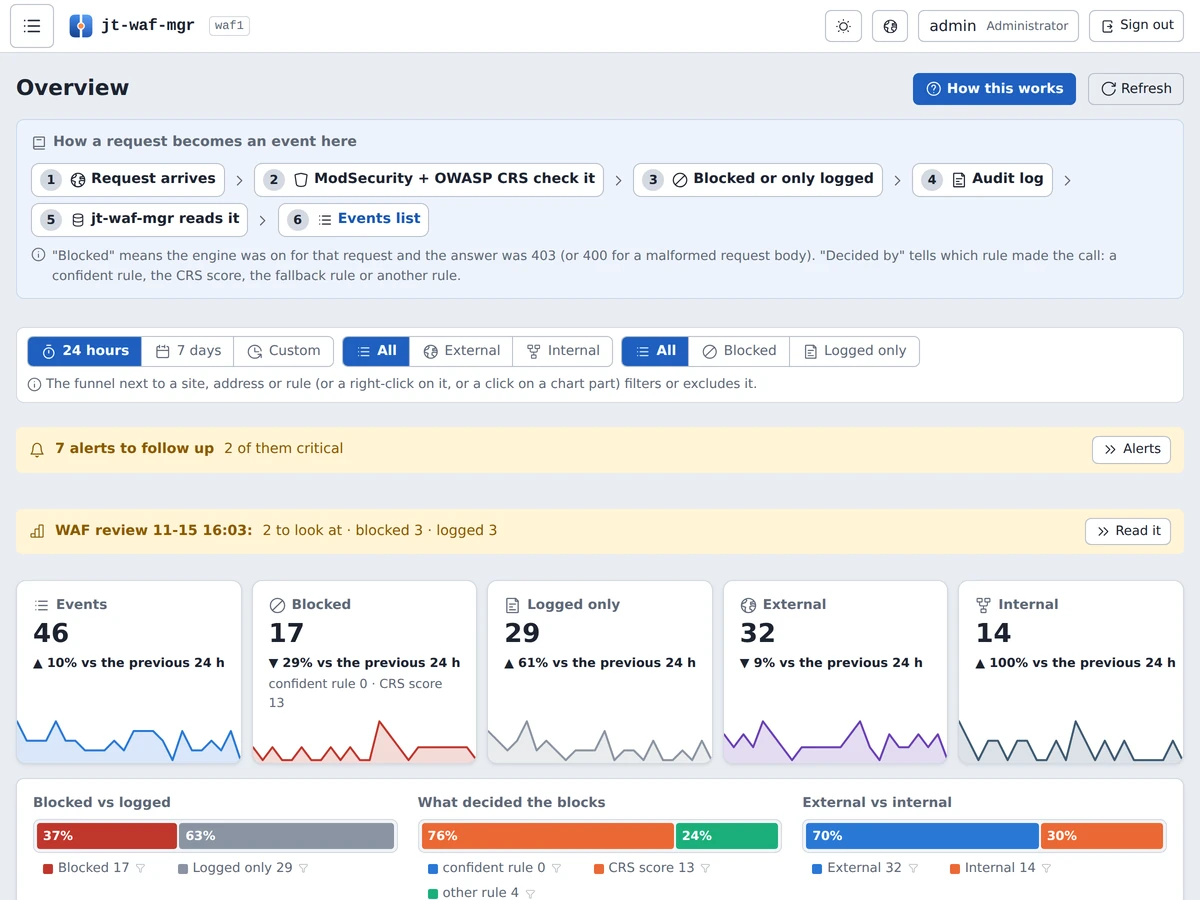 jt-waf-mgr waf1 admin Administrator Sign out
Overview How this works Refresh
How a request becomes an event here
1 Request arrives 2 ModSecurity + OWASP CRS check it 3 Blocked or only logged 4 Audit log
5 jt-waf-mgr reads it 6 Events list
"Blocked" means the engine was on for that request and the answer was 403 (or 400 for a malformed request body). "Decided by" tells which rule made the call: a
confident rule, the CRS score, the fallback rule or another rule.
24 hours 7 days Custom All External Internal All Blocked Logged only
The funnel next to a site, address or rule (or a right-click on it, or a click on a chart part) filters or excludes it.
7 alerts to follow up 2 of them critical Alerts
WAF review 11-15 16:03: 2 to look at · blocked 3 · logged 3 Read it
Events
46
▲ 10% vs the previous 24 h
Blocked
17
▼ 29% vs the previous 24 h
confident rule 0 · CRS score
13
Logged only
29
▲ 61% vs the previous 24 h
External
32
▼ 9% vs the previous 24 h
Internal
14
▲ 100% vs the previous 24 h
Blocked vs logged
37% 63%
Blocked 17 Logged only 29
What decided the blocks
76% 24%
confident rule 0 CRS score 13
other rule 4
External vs internal
70% 30%
External 32 Internal 14